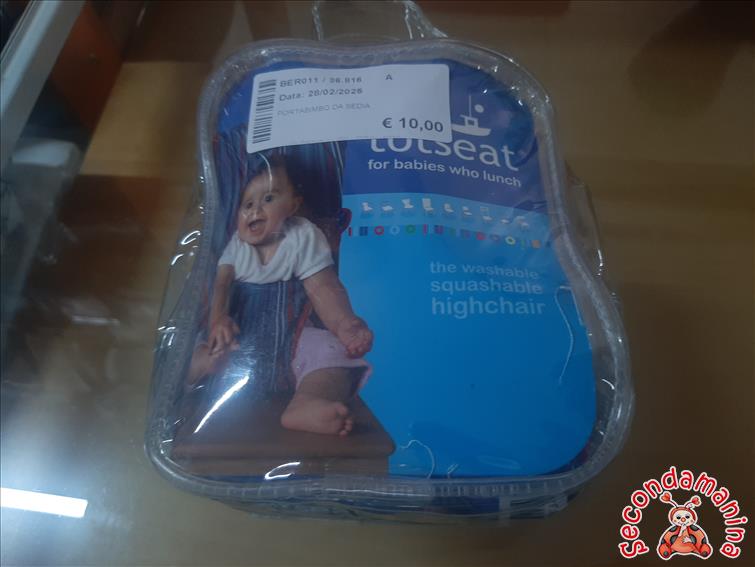 BER011 / 36.816 A
Data: 28/02/2026
PORTABIMBO DA SEDIA
€ 10,00
totseat
for babies who lunch
the washable
squashable
highchair
Secondamanina